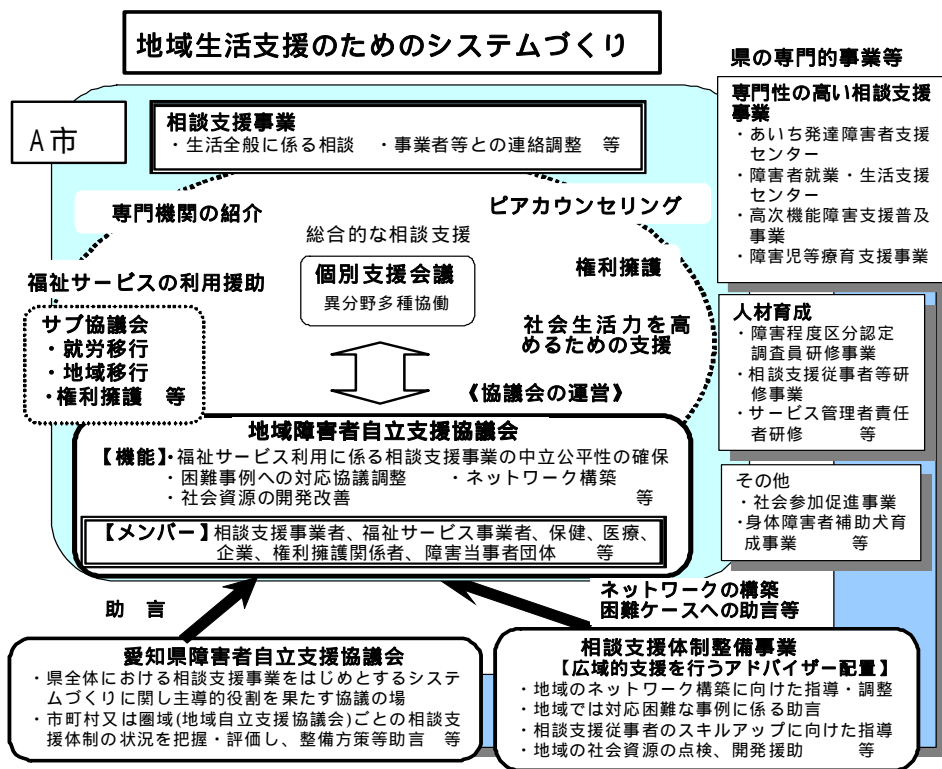 地域生活支援のためのシステムづくり
A市
相談支援事業
・生活全般に係る相談　・事業者等との連絡調整　等
専門機関の紹介
ピアカウンセリング
総合的な相談支援
権利擁護
個別支援会議
異分野多種協働
福祉サービスの利用援助
社会生活力を高
めるための支援
サブ協議会
・就労移行
・地域移行
・権利擁護　等
《協議会の運営》
地域障害者自立支援協議会
【機能】・福祉サービス利用に係る相談支援事業の中立公平性の確保
・困難事例への対応協議調整　・ネットワーク構築
・社会資源の開発改善　等
【メンバー】相談支援事業者、福祉サービス事業者、保健、医療、
企業、権利擁護関係者、障害当事者団体　等
助　言
ネットワークの構築
困難ケースへの助言等
愛知県障害者自立支援協議会
・県全体における相談支援事業をはじめとするシステ
ムづくりに関し主導的役割を果たす協議の場
・市町村又は圏域(地域自立支援協議会)ごとの相談支
援体制の状況を把握・評価し、整備方策等助言　等
相談支援体制整備事業
【広域的支援を行うアドバイザー配置】
・地域のネットワーク構築に向けた指導・調整
・地域では対応困難な事例に係る助言
・相談支援従事者のスキルアップに向けた指導
・地域の社会資源の点検、開発援助　等
県の専門的事業等
専門性の高い相談支援
事業
・あいち発達障害者支援
センター
・障害者就業・生活支援
センター
・高次機能障害支援普及
事業
・障害児等療育支援事業
人材育成
・障害程度区分認定
調査員研修事業
・相談支援従事者等研
修事業
・サービス管理者責任
者研修　等
その他
・社会参加促進事業
・身体障害者補助犬育
成事業　等